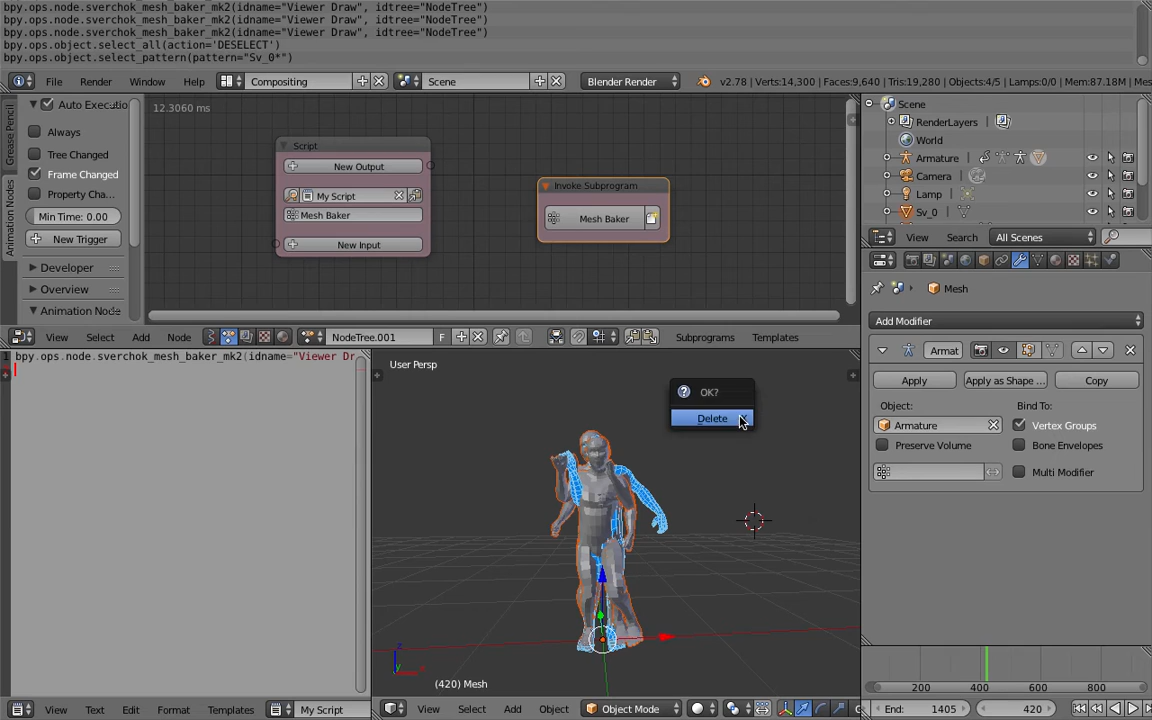 bpy.ops.node.sverchok_mesh_baker_mk2(idname="Viewer Draw", idtree="NodeTree")
bpy.ops.node.sverchok_mesh_baker_mk2(idname="Viewer Draw", idtree="NodeTree")
bpy.ops.node.sverchok_mesh_baker_mk2(idname="Viewer Draw", idtree="NodeTree")
bpy.ops.object.select_all(action='DESELECT')
bpy.ops.object.select_pattern(pattern="Sv_0*")
File Render Window Help Compositing Scene Blender Render v2.78 | Verts:14,300 | Faces:9,640 | Tris:19,280 | Objects:4/5 | Lamps:0/0 | Mem:87.18M | Mes
Grease Pencil
Animation Nodes
Auto Executio
Always
Tree Changed
Frame Changed
Property Cha...
Min Time: 0.00
New Trigger
Developer
Overview
Animation Node
12.3060 ms
Script
New Output
My Script
Mesh Baker
New Input
Invoke Subprogram
Mesh Baker
View Select Add Node NodeTree.001 F Subprograms Templates
Scene
RenderLayers
World
Armature
Camera
Lamp
Sv_0
View Search All Scenes
Mesh
Add Modifier
Armat
Apply Apply as Shape ... Copy
Object: Bind To:
Armature Vertex Groups
Preserve Volume Bone Envelopes
Multi Modifier
1 bpy.ops.node.sverchok_mesh_baker_mk2(idname="Viewer Dr
User Persp
OK?
Delete
z
y
x
(420) Mesh
200 400 600 800
View Text Edit Format Templates My Script
View Select Add Object Object Mode
End: 1405 420